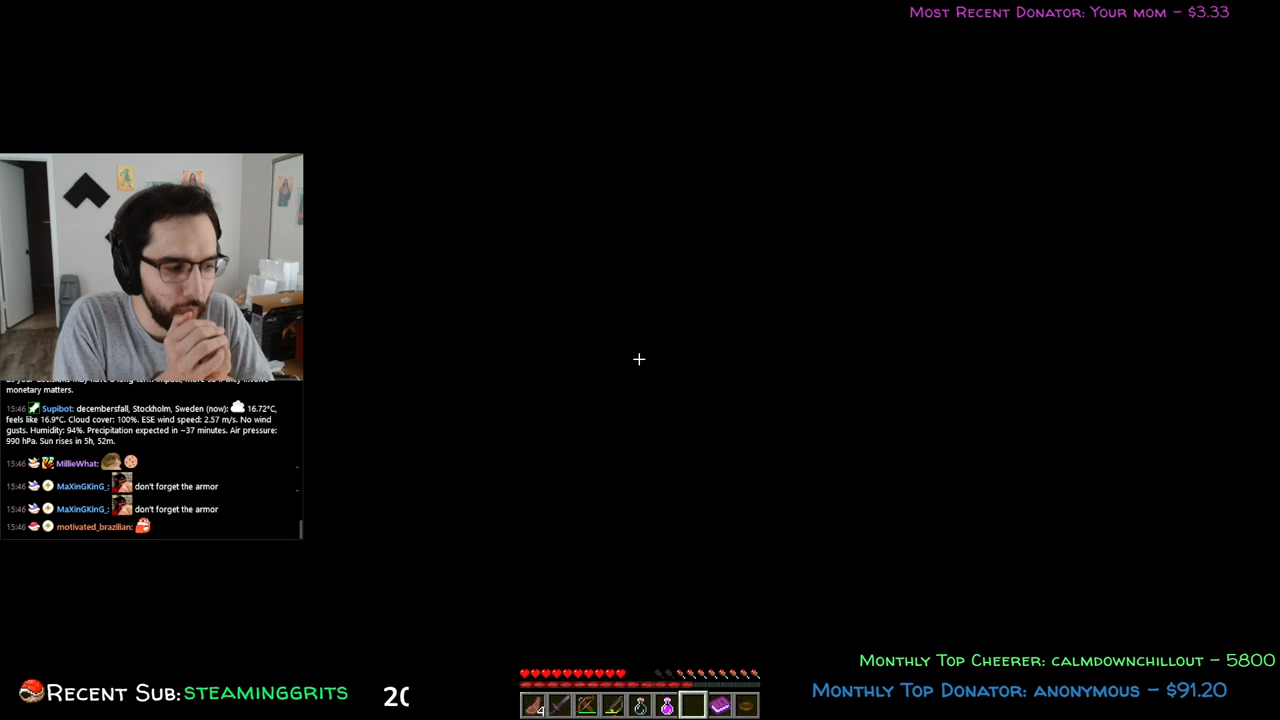 Most Recent Donator: Your mom - $3.33
monetary matters.
15:46 Supibot: decembersfall, Stockholm, Sweden (now): 16.72°C,
feels like 16.9°C. Cloud cover: 100%. ESE wind speed: 2.57 m/s. No wind
gusts. Humidity: 94%. Precipitation expected in ~37 minutes. Air pressure:
990 hPa. Sun rises in 5h, 52m.
15:46 MillieWhat:
15:46 MaXinGKinG_: don't forget the armor
15:46 MaXinGKinG_: don't forget the armor
15:46 motivated_brazilian:
Monthly Top Cheerer: calmdownchillout - 5800
Recent Sub: steaminggrits
20
Monthly Top Donator: anonymous - $91.20
4